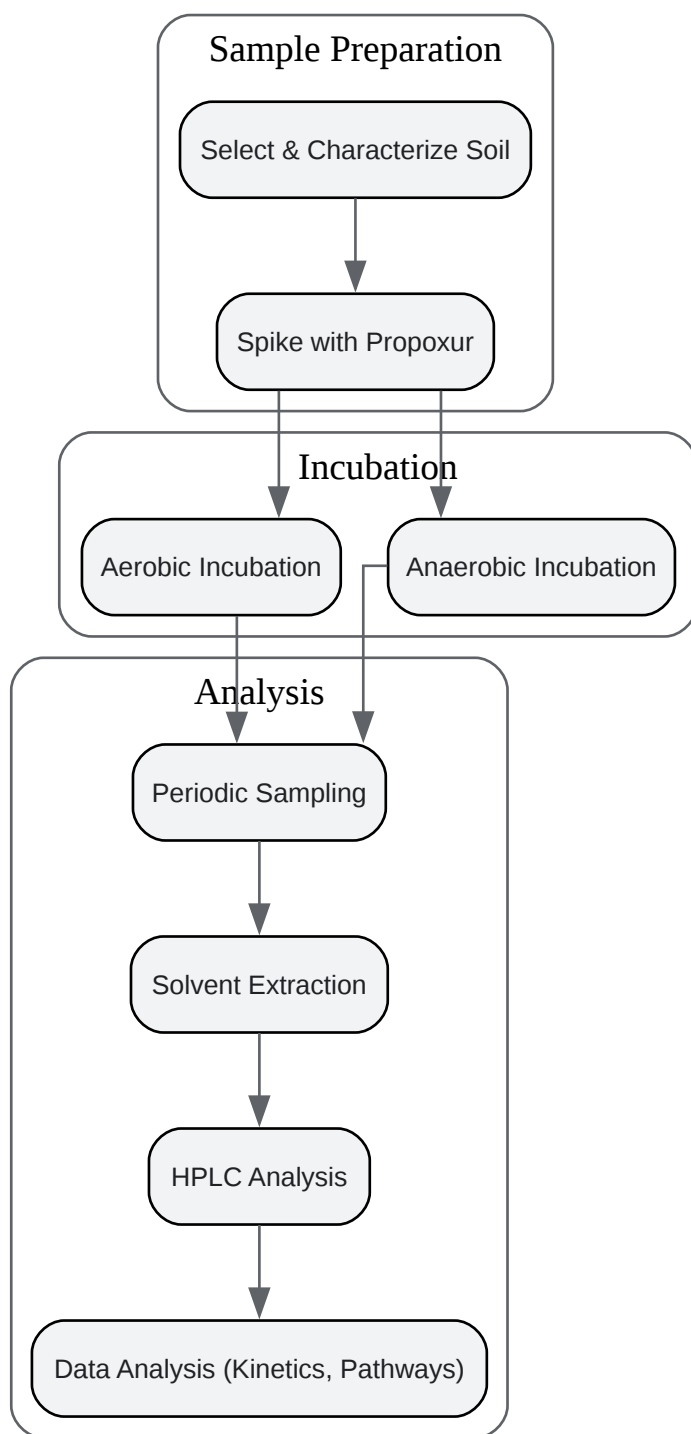 Sample Preparation
Select & Characterize Soil
Spike with Propoxur
Incubation
Aerobic Incubation
Anaerobic Incubation
Analysis
Periodic Sampling
Solvent Extraction
HPLC Analysis
Data Analysis (Kinetics, Pathways)